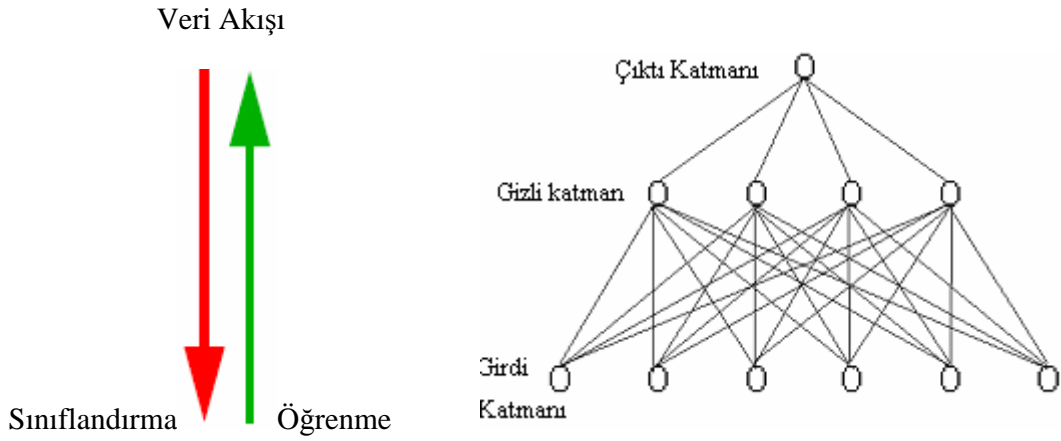 Veri Akışı
Çıktı Katmanı
Gizli katman
Girdi
Katmanı
Sınıflandırma
Öğrenme